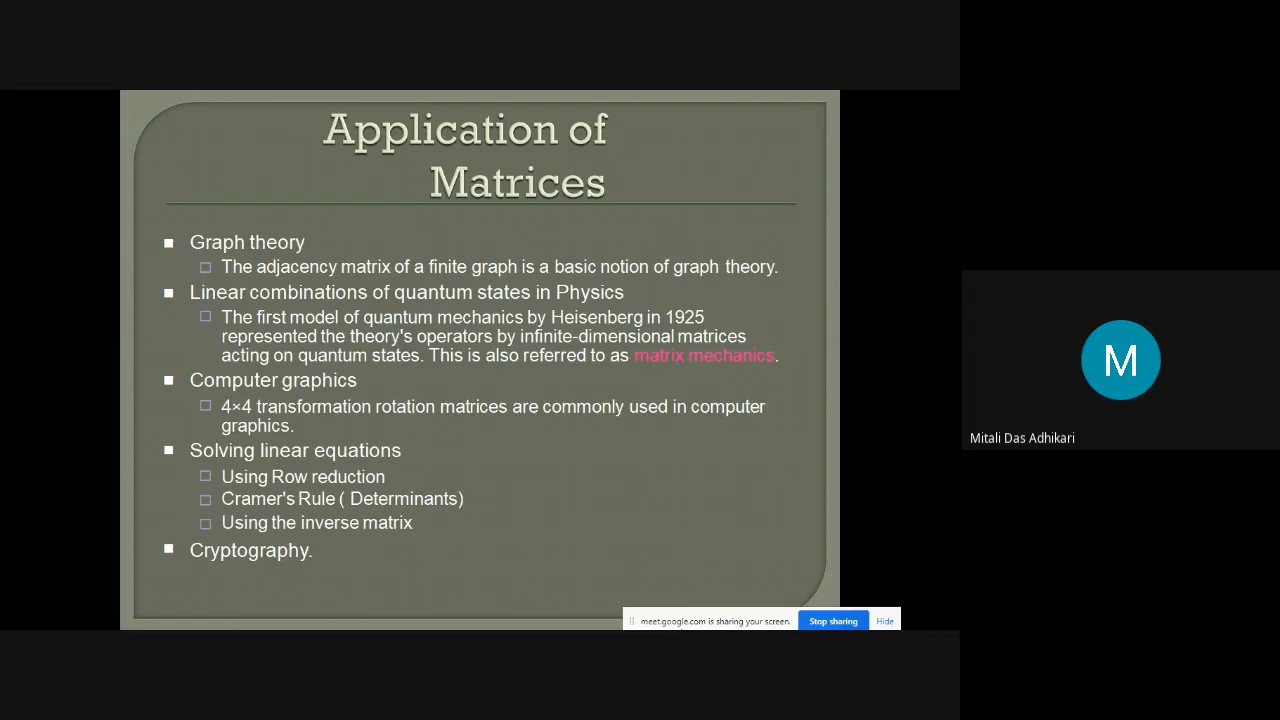 Application of
Matrices
Graph theory
The adjacency matrix of a finite graph is a basic notion of graph theory.
Linear combinations of quantum states in Physics
The first model of quantum mechanics by Heisenberg in 1925
represented the theory's operators by infinite-dimensional matrices
acting on quantum states. This is also referred to as matrix mechanics.
Computer graphics
4×4 transformation rotation matrices are commonly used in computer
graphics.
Solving linear equations
Using Row reduction
Cramer's Rule ( Determinants)
Using the inverse matrix
Cryptography.
meet.google.com is sharing your screen. Stop sharing Hide
M
Mitali Das Adhikari